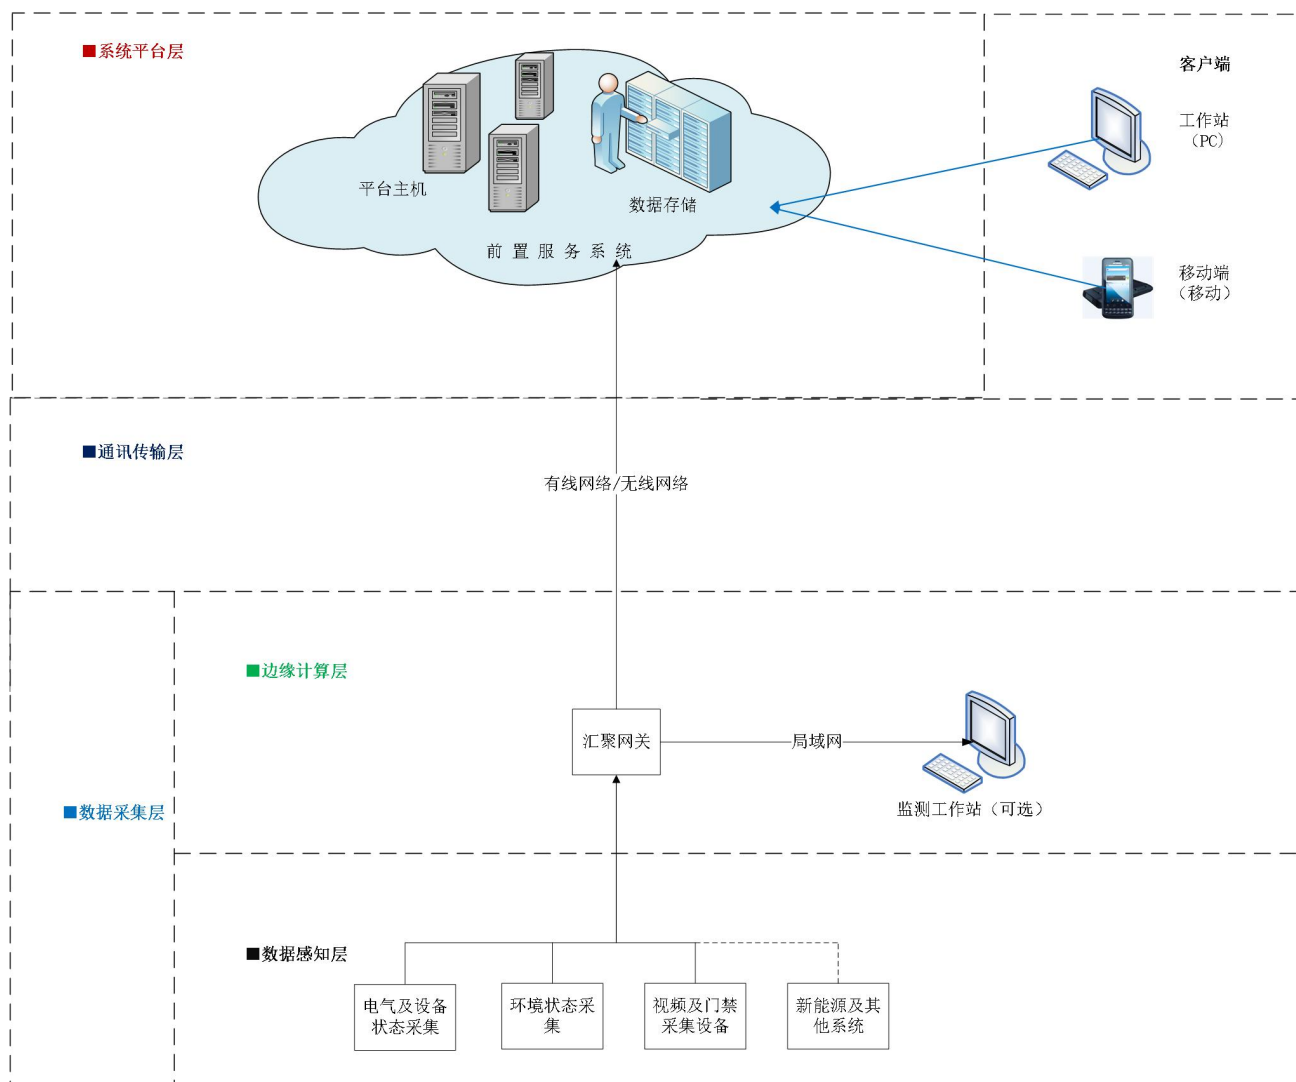 ■系统平台层
客户端
工作站
（PC）
平台主机
数据存储
前置服务系统
移动端
（移动）
■通讯传输层
有线网络/无线网络
■边缘计算层
汇聚网关
局域网
监测工作站（可选）
■数据采集层
■数据感知层
电气及设备
状态采集
环境状态采
集
视频及门禁
采集设备
新能源及其
他系统